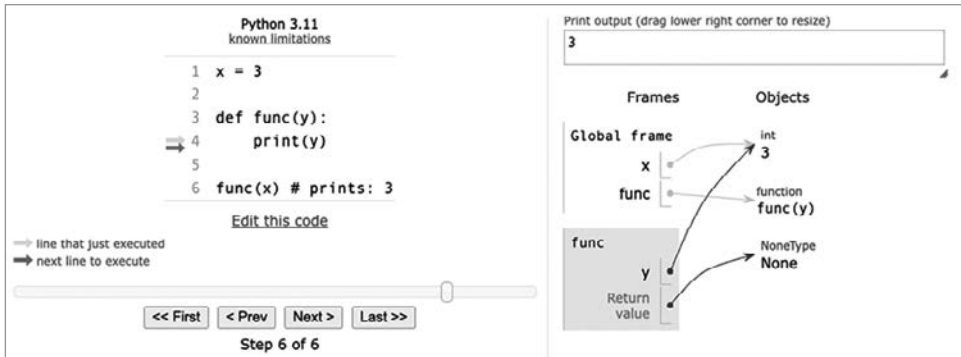 Python 3.11
known limitations
1 x = 3
2
3 def func(y):
4     print(y)
5
6 func(x) # prints: 3
Edit this code
line that just executed
next line to execute
<< First
< Prev
Next >
Last >>
Step 6 of 6
Print output (drag lower right corner to resize)
3
Frames Objects
Global frame
x
func
int
3
function
func(y)
func
y
Return
value
NoneType
None